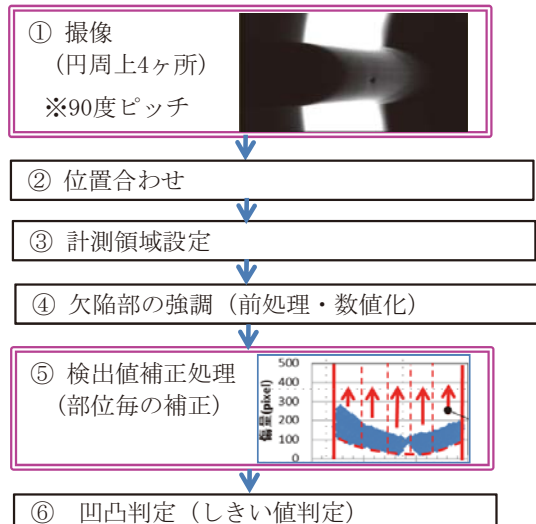 ① 撮像
(円周上4ヶ所)
※90度ピッチ
② 位置合わせ
③ 計測領域設定
④ 欠陥部の強調（前処理・数値化）
⑤ 検出値補正処理
(部位毎の補正)
500
400
300
200
100
0
偏量(pixel)
⑥ 凹凸判定（しきい値判定）